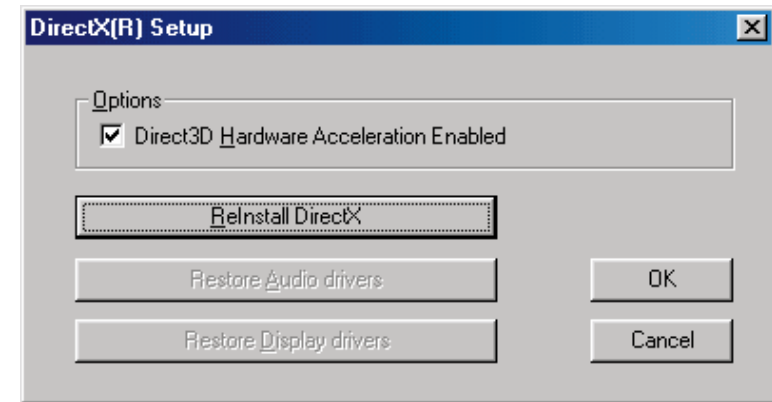 DirectX(R) Setup
Options
Direct3D Hardware Acceleration Enabled
ReInstall DirectX
Restore Audio drivers
OK
Restore Display drivers
Cancel